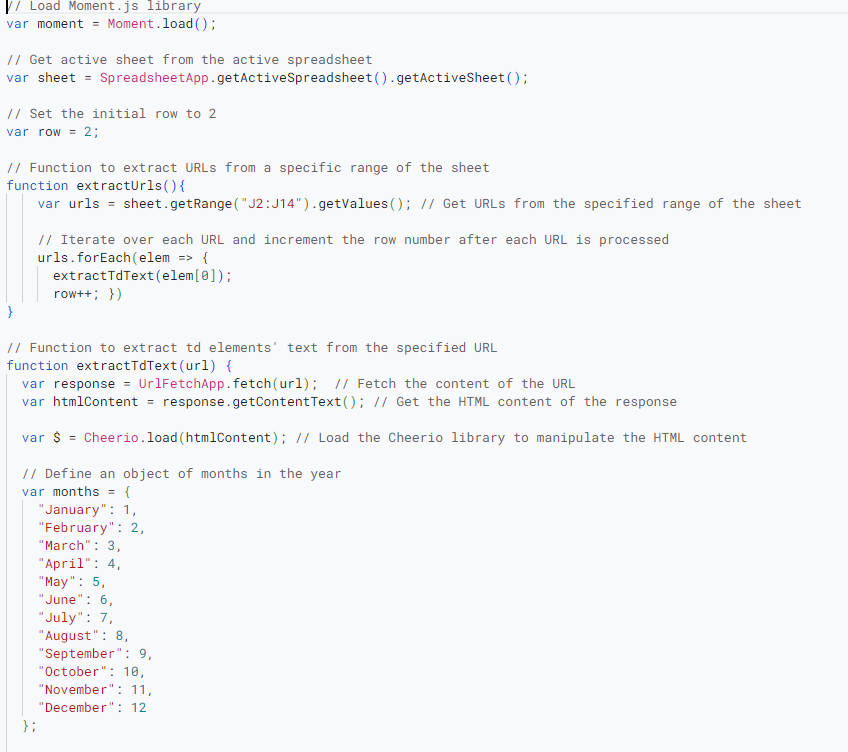 // Load Moment.js library
var moment = Moment.load();
// Get active sheet from the active spreadsheet
var sheet = SpreadsheetApp.getActiveSpreadsheet().getActiveSheet();
// Set the initial row to 2
var row = 2;
// Function to extract URLs from a specific range of the sheet
function extractUrls(){
var urls = sheet.getRange("J2:J14").getValues(); // Get URLs from the specified range of the sheet
// Iterate over each URL and increment the row number after each URL is processed
urls.forEach(elem => {
extractTdText(elem[0]);
row++; })
}
// Function to extract td elements' text from the specified URL
function extractTdText(url) {
var response = UrlFetchApp.fetch(url);  // Fetch the content of the URL
var htmlContent = response.getContentText(); // Get the HTML content of the response
var $ = Cheerio.load(htmlContent); // Load the Cheerio library to manipulate the HTML content
// Define an object of months in the year
var months = {
"January": 1,
"February": 2,
"March": 3,
"April": 4,
"May": 5,
"June": 6,
"July": 7,
"August": 8,
"September": 9,
"October": 10,
"November": 11,
"December": 12
};